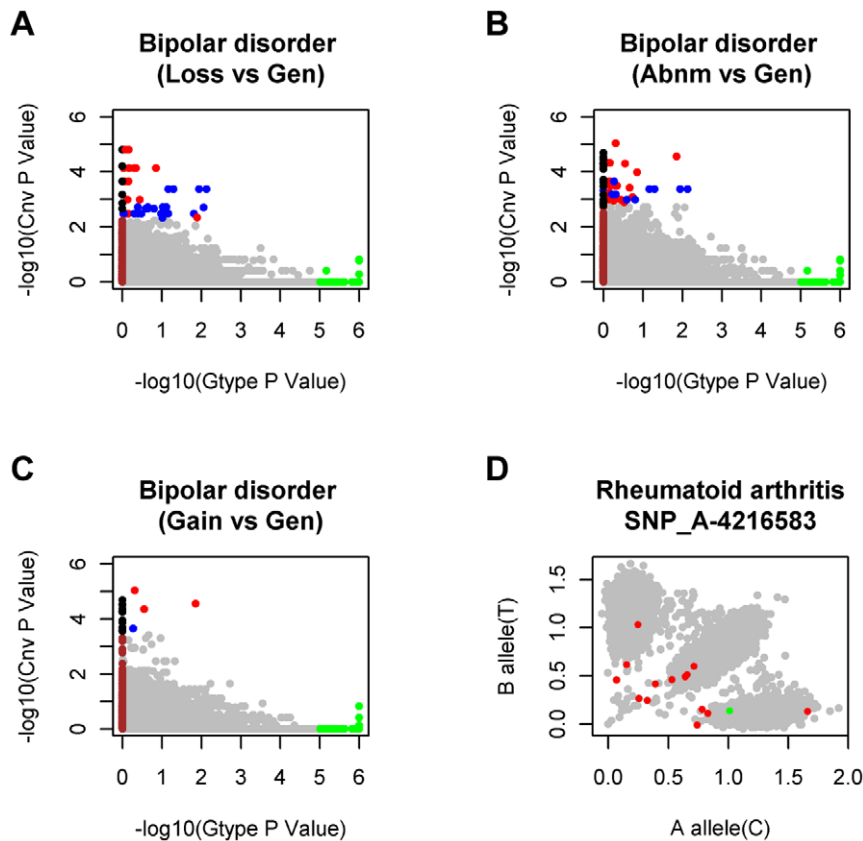 A
Bipolar disorder
(Loss vs Gen)
-log10(Cnv P Value)
6
4
2
0
0 1 2 3 4 5 6
-log10(Gtype P Value)
B
Bipolar disorder
(Abnm vs Gen)
-log10(Cnv P Value)
6
4
2
0
0 1 2 3 4 5 6
-log10(Gtype P Value)
C
Bipolar disorder
(Gain vs Gen)
-log10(Cnv P Value)
6
4
2
0
0 1 2 3 4 5 6
-log10(Gtype P Value)
D
Rheumatoid arthritis
SNP_A-4216583
B allele(T)
1.5
1.0
0.5
0.0
0.0 0.5 1.0 1.5 2.0
A allele(C)